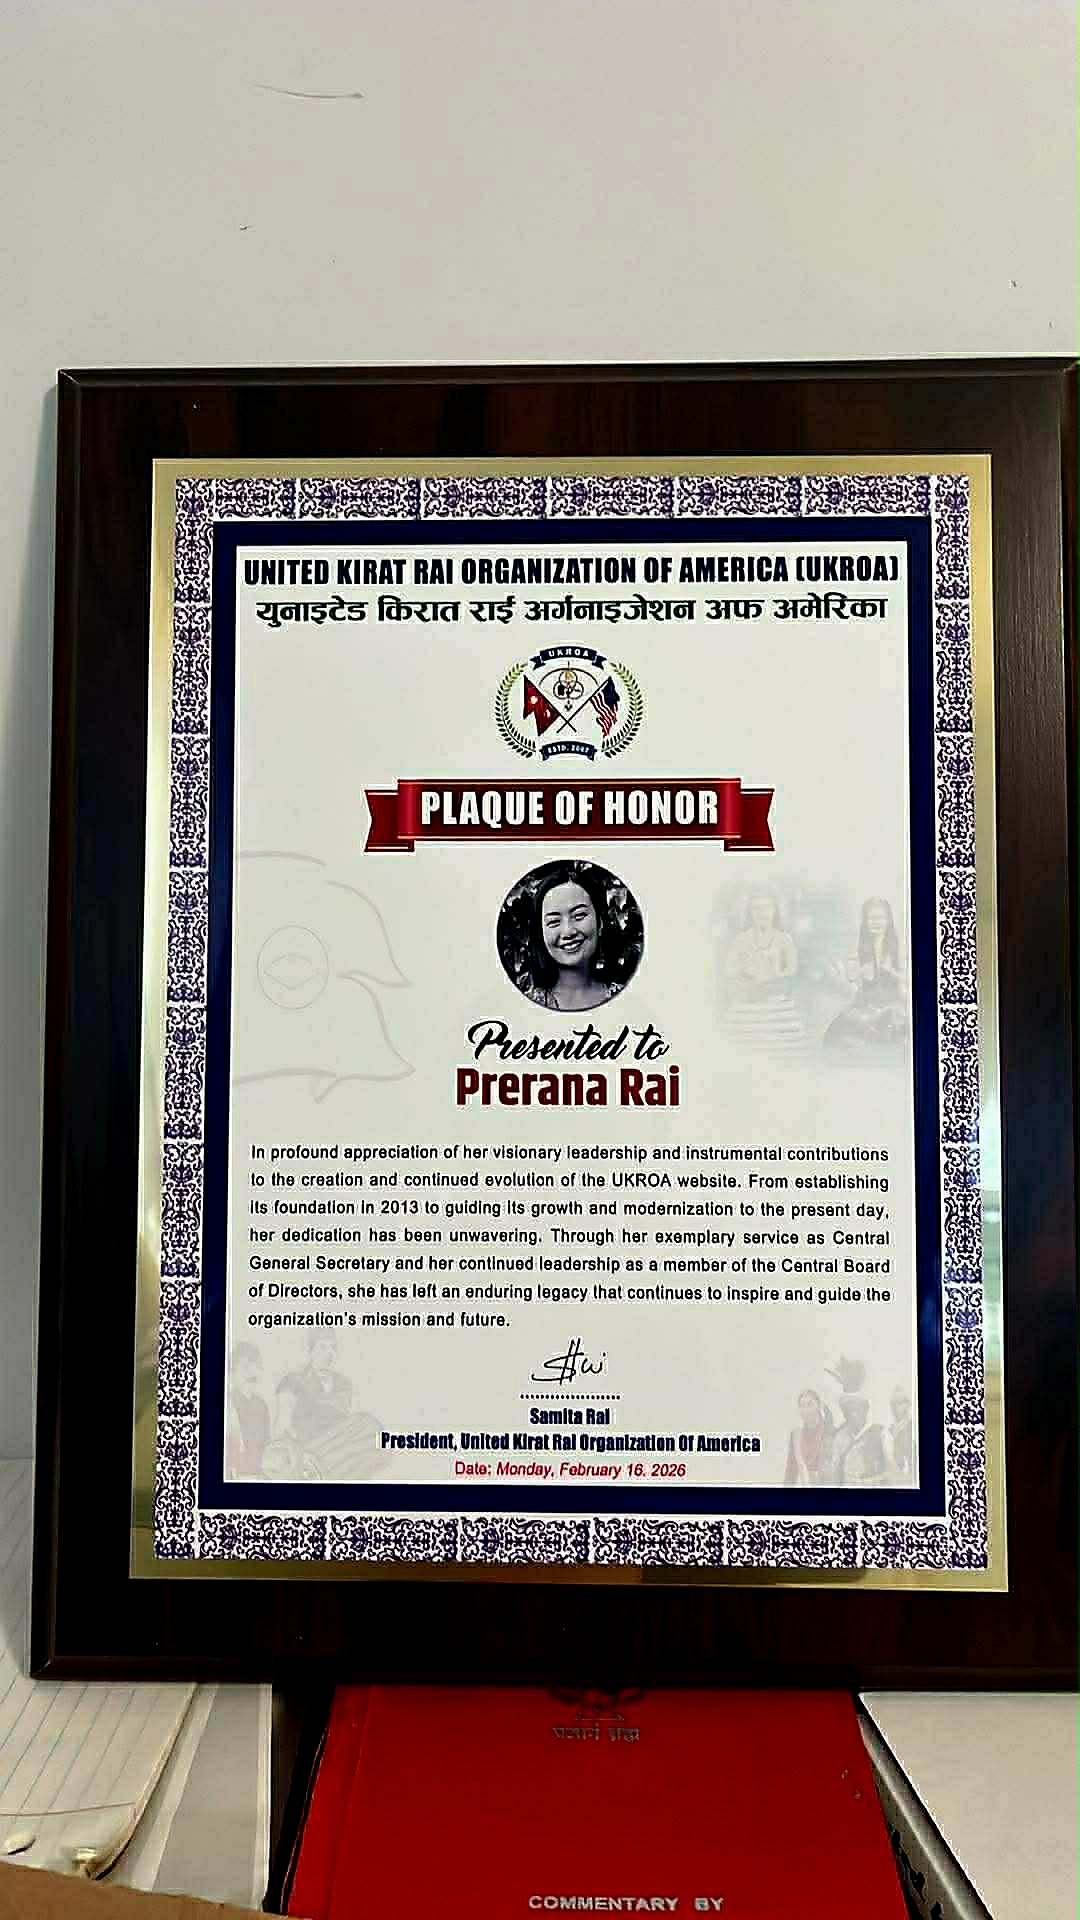 UNITED KIRAT RAI ORGANIZATION OF AMERICA (UKROA)
युनाइटेड किरात राई अर्गनाइजेशन अफ अमेरिका
UKROA
ESTD. 2007
PLAQUE OF HONOR
Presented to
Prerana Rai
In profound appreciation of her visionary leadership and instrumental contributions
to the creation and continued evolution of the UKROA website. From establishing
its foundation in 2013 to guiding its growth and modernization to the present day,
her dedication has been unwavering. Through her exemplary service as Central
General Secretary and her continued leadership as a member of the Central Board
of Directors, she has left an enduring legacy that continues to inspire and guide the
organization's mission and future.
Samita Rai
President, United Kirat Rai Organization Of America
Date: Monday, February 16, 2026
प्रज्ञानं ब्रह्म
COMMENTARY BY